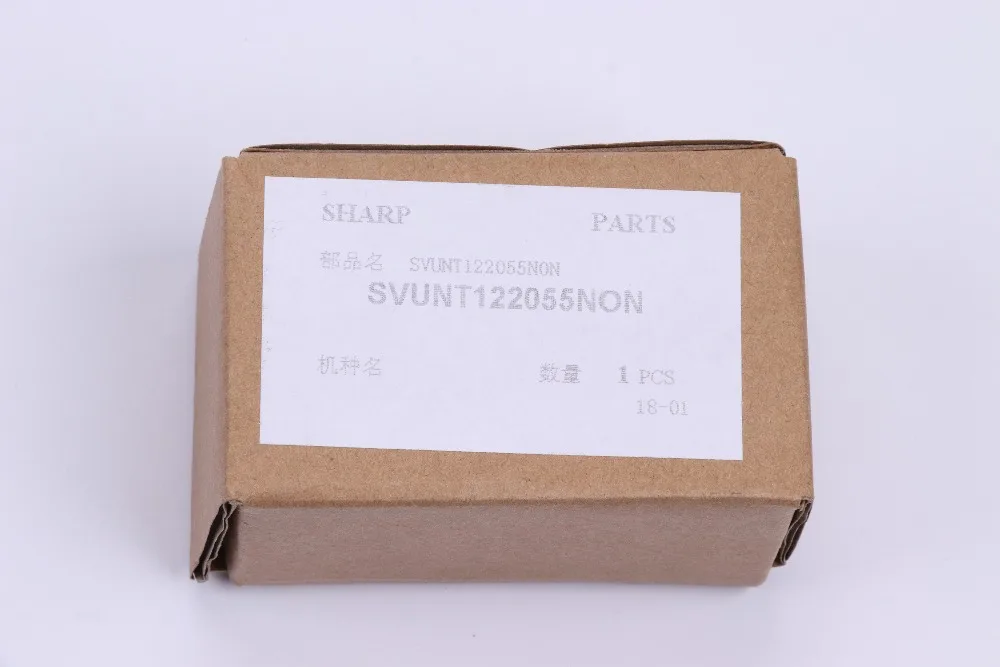 SHARP PARTS
部品名 SVUNT122055NON
SVUNT122055NON
机种名 数量 1 PCS
18-01